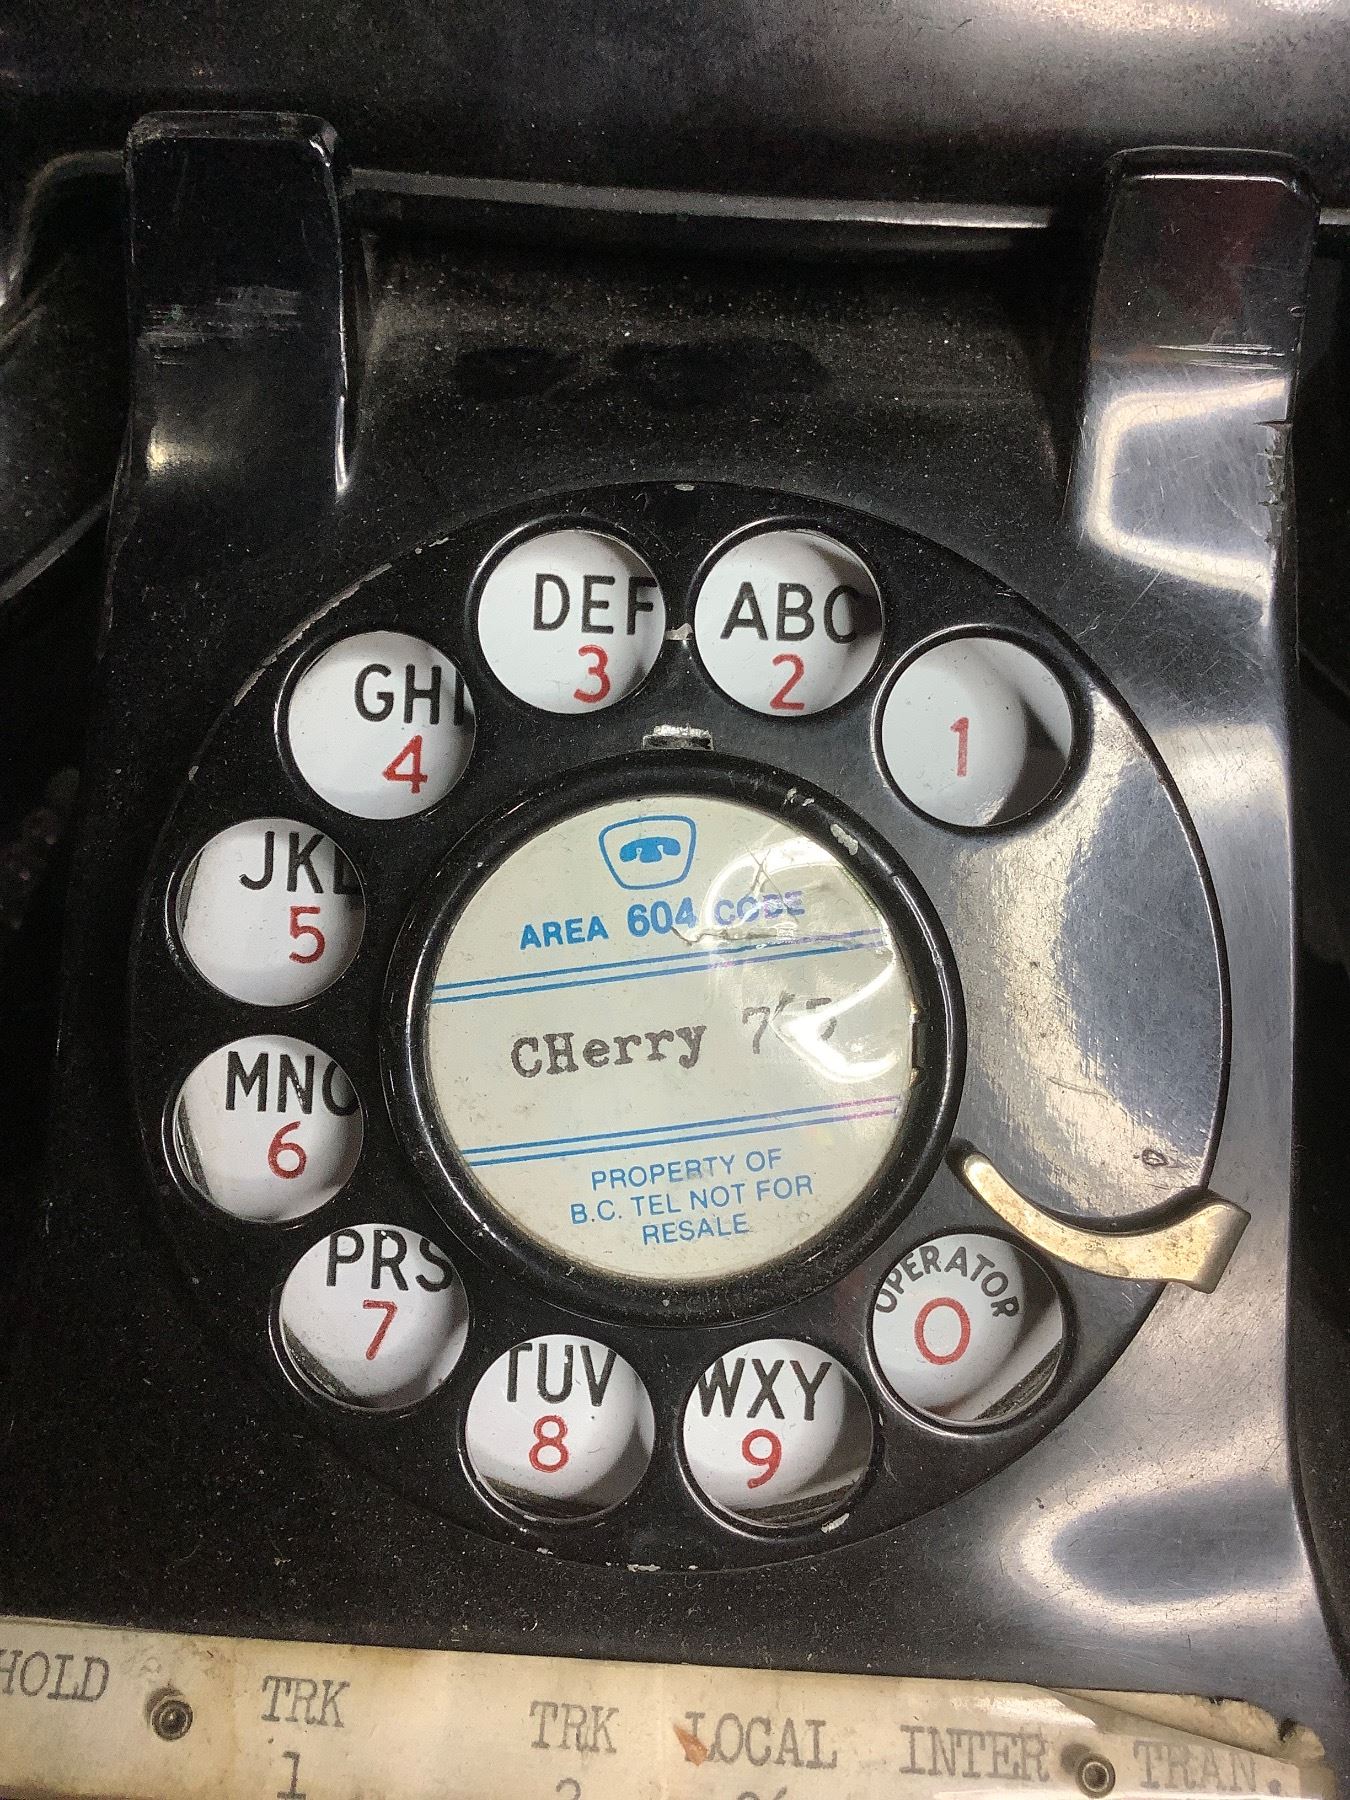 DEF
3
ABC
2
1
GHI
4
JKL
5
MNO
6
PRS
7
TUV
8
WXY
9
OPERATOR
0
AREA 604 CODE
CHerry
PROPERTY OF
B.C. TEL NOT FOR
RESALE
HOLD
TRK
1
TRK
LOCAL
INTER
TRAN.